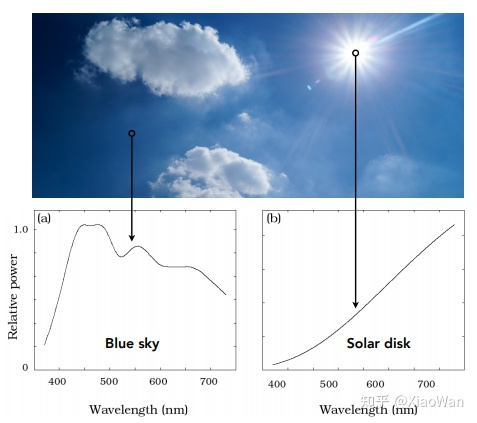 (a)
(b)
1.0
Relative power
0
Blue sky
Solar disk
400 500 600 700
400 500 600 700
Wavelength (nm)
Wavelength (nm)
知乎 @XiaoWan